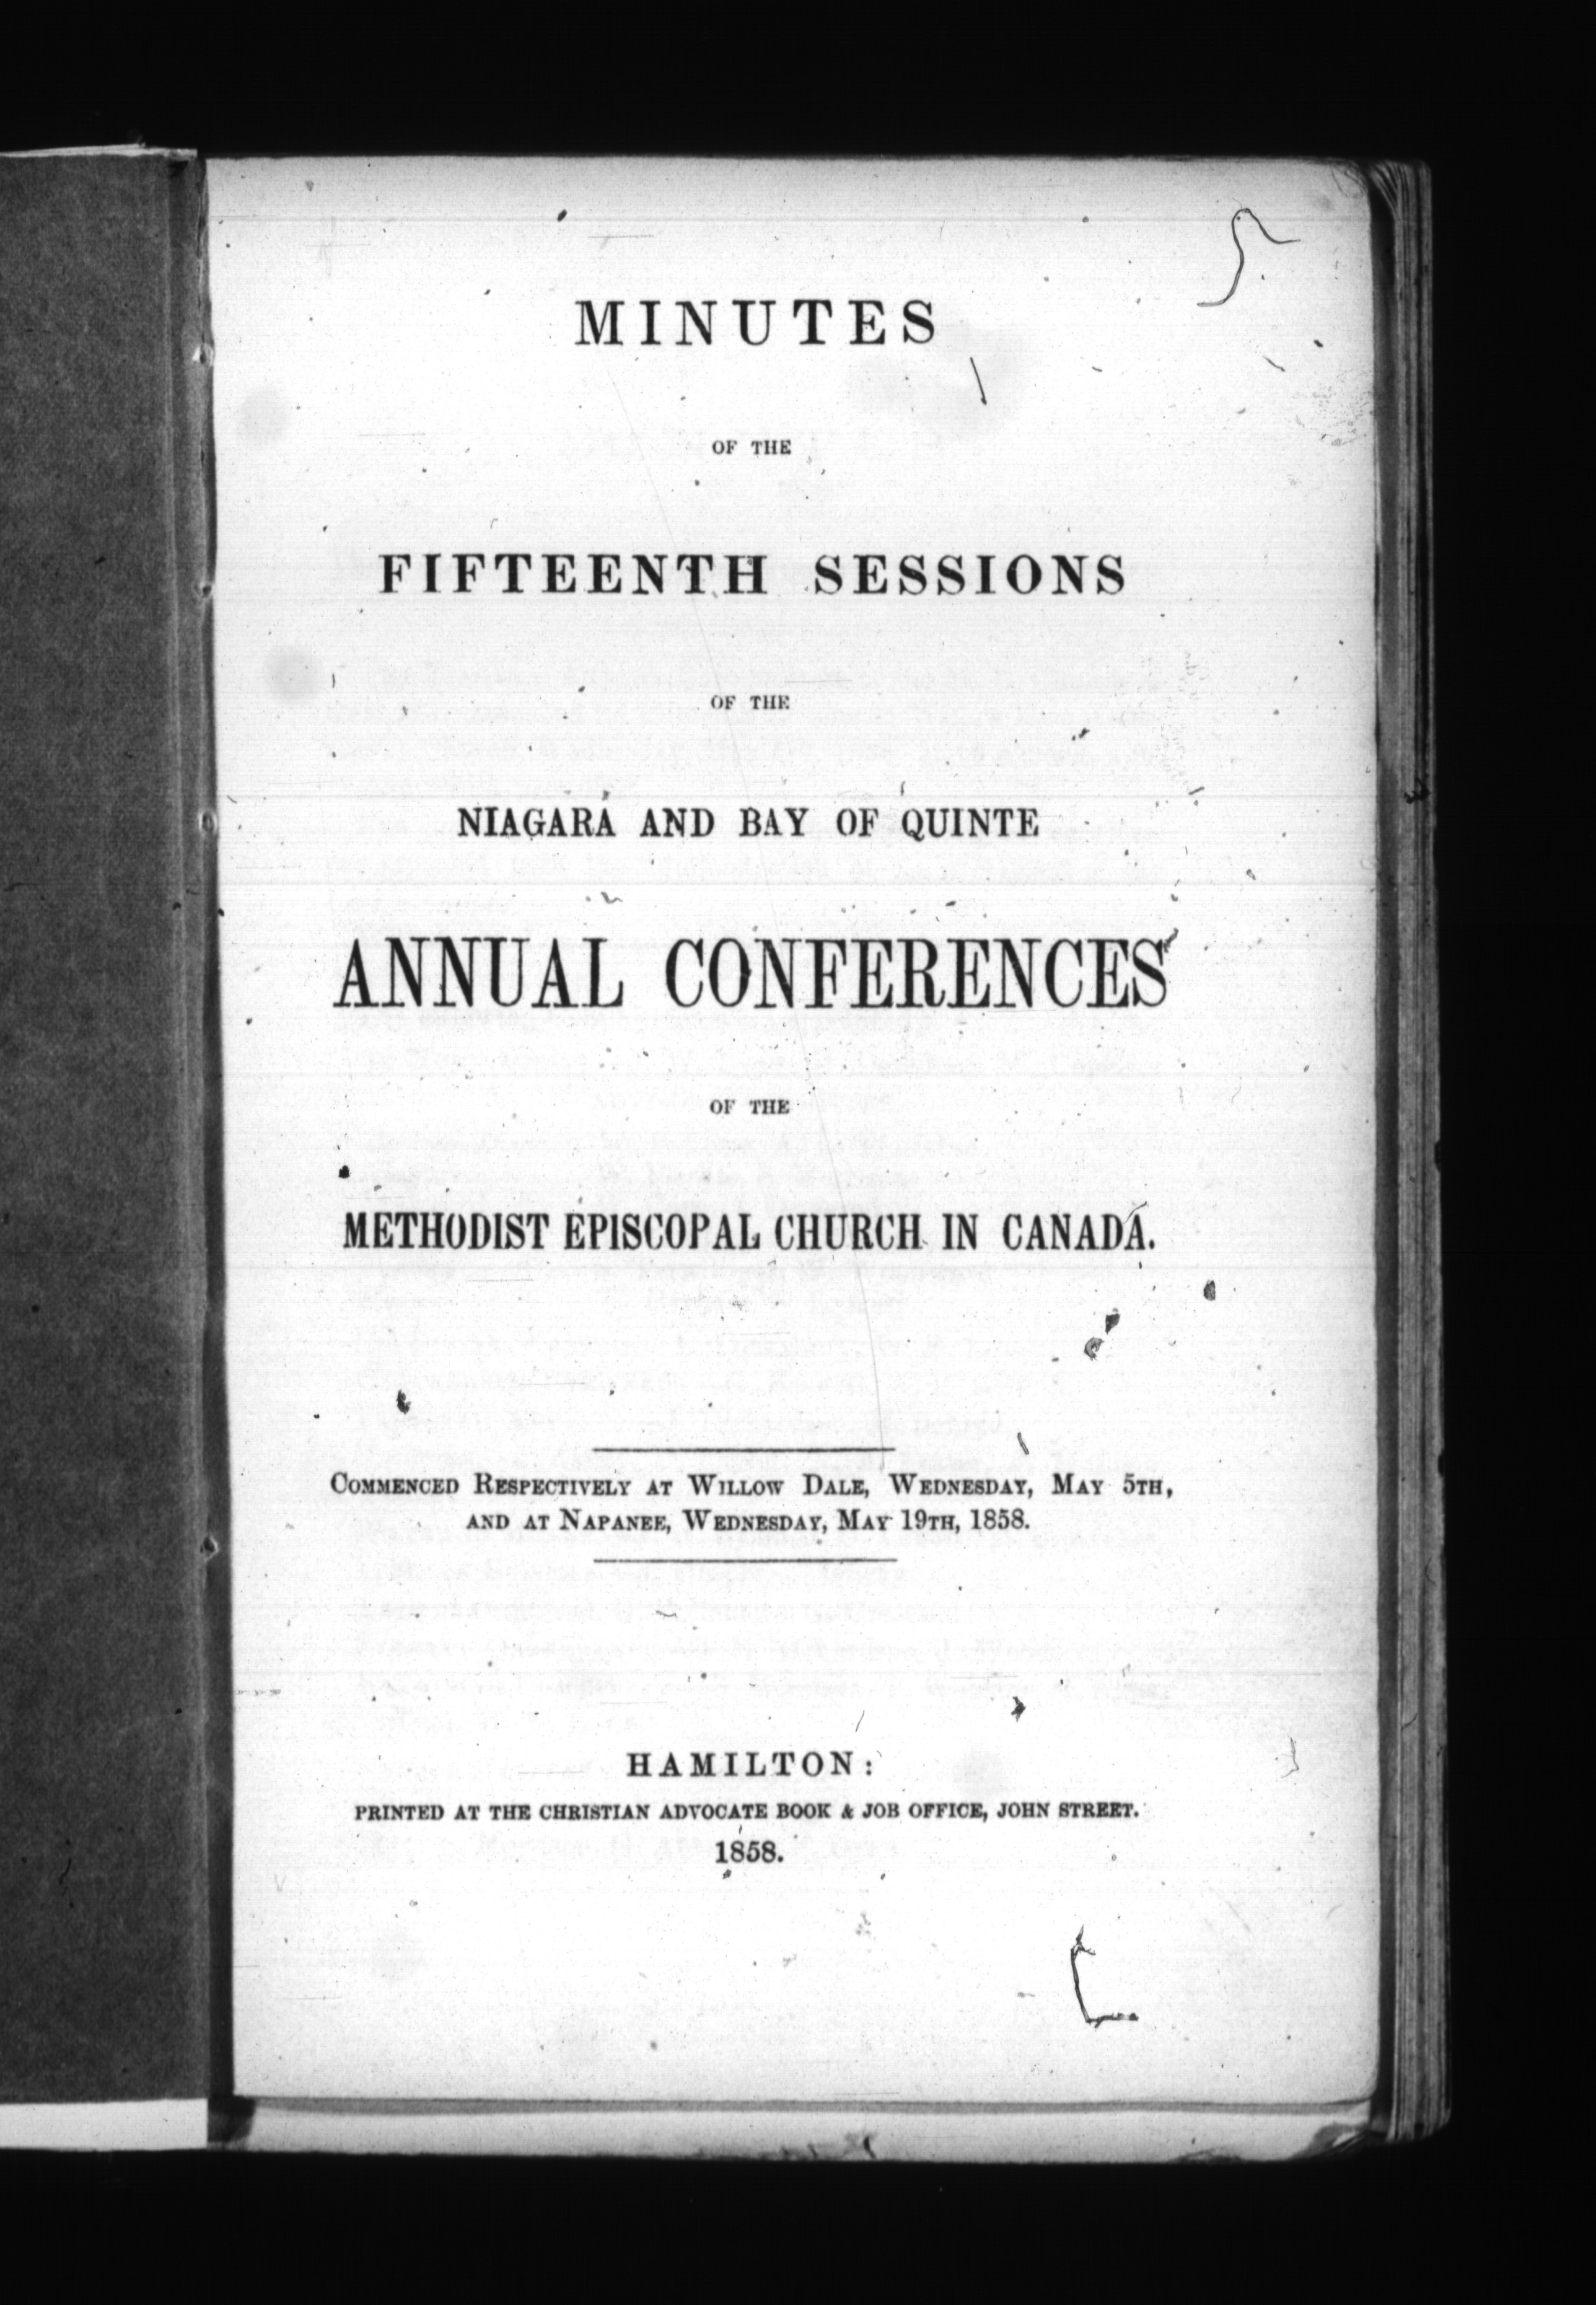 MINUTES
OF THE
FIFTEENTH SESSIONS
OF THE
NIAGARA AND BAY OF QUINTE
ANNUAL CONFERENCES
OF THE
METHODIST EPISCOPAL CHURCH IN CANADA.
COMMENCED RESPECTIVELY AT WILLOW DALE, WEDNESDAY, MAY 5TH,
AND AT NAPANEE, WEDNESDAY, MAY 19TH, 1858.
HAMILTON:
PRINTED AT THE CHRISTIAN ADVOCATE BOOK & JOB OFFICE, JOHN STREET.
1858.